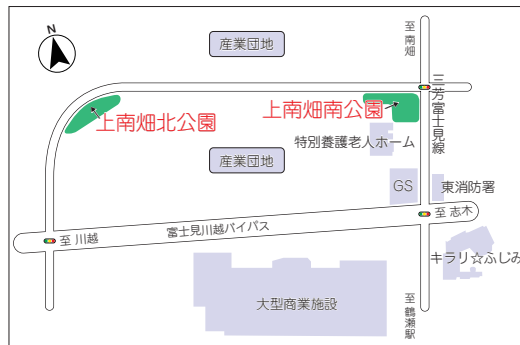 N
産業団地
至南畑
三芳富士見線
上南畑北公園
上南畑南公園
特別養護老人ホーム
産業団地
GS
東消防署
至 志木
富士見川越バイパス
至 川越
キラリ☆ふじみ
大型商業施設
至鶴瀬駅